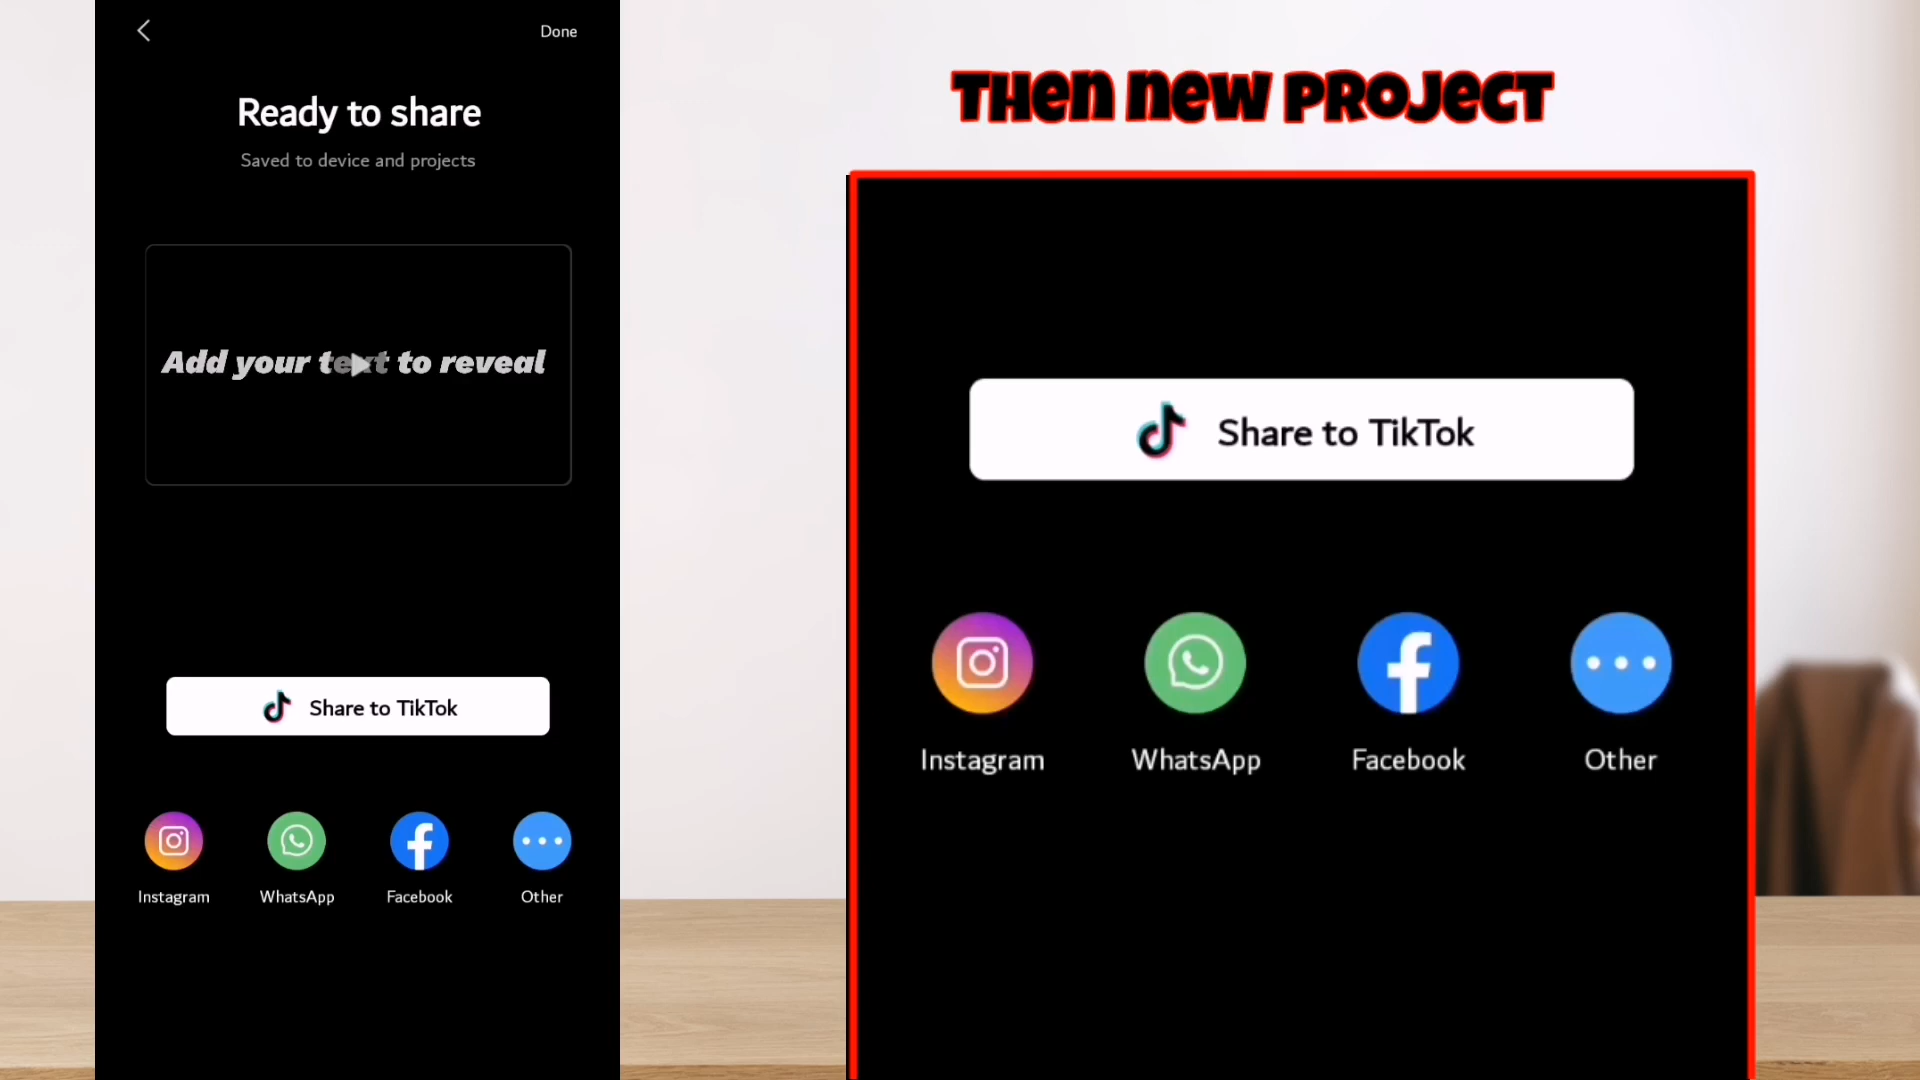 Done
Ready to share
Saved to device and projects
Add your text to reveal
Share to TikTok
Instagram WhatsApp Facebook Other
THEN NEW PROJECT
Share to TikTok
Instagram WhatsApp Facebook Other